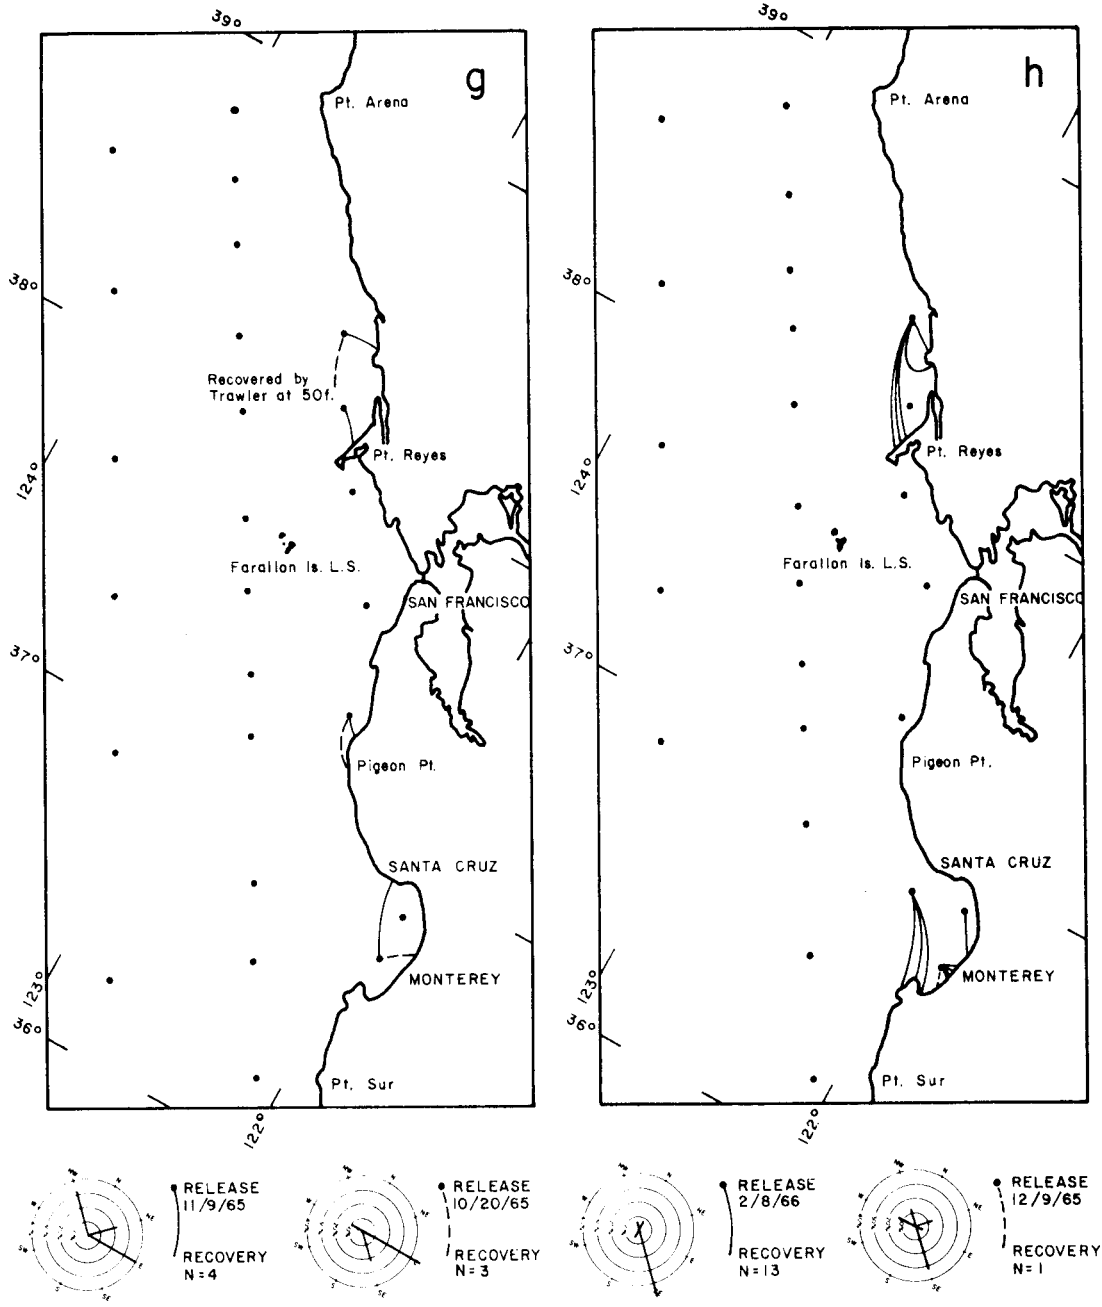 39°
39°
g
h
Pt. Arena
Pt. Arena
38°
38°
Recovered by
Trawler at 50f.
Pt. Reyes
Pt. Reyes
124°
124°
Farallon Is. L.S.
Farallon Is. L.S.
SAN FRANCISCO
SAN FRANCISCO
37°
37°
Pigeon Pt.
Pigeon Pt.
SANTA CRUZ
SANTA CRUZ
MONTEREY
MONTEREY
123°
123°
36°
36°
Pt. Sur
Pt. Sur
122°
122°
RELEASE
11/9/65
RECOVERY
N=4
RELEASE
10/20/65
RECOVERY
N=3
RELEASE
2/8/66
RECOVERY
N=13
RELEASE
12/9/65
RECOVERY
N=1